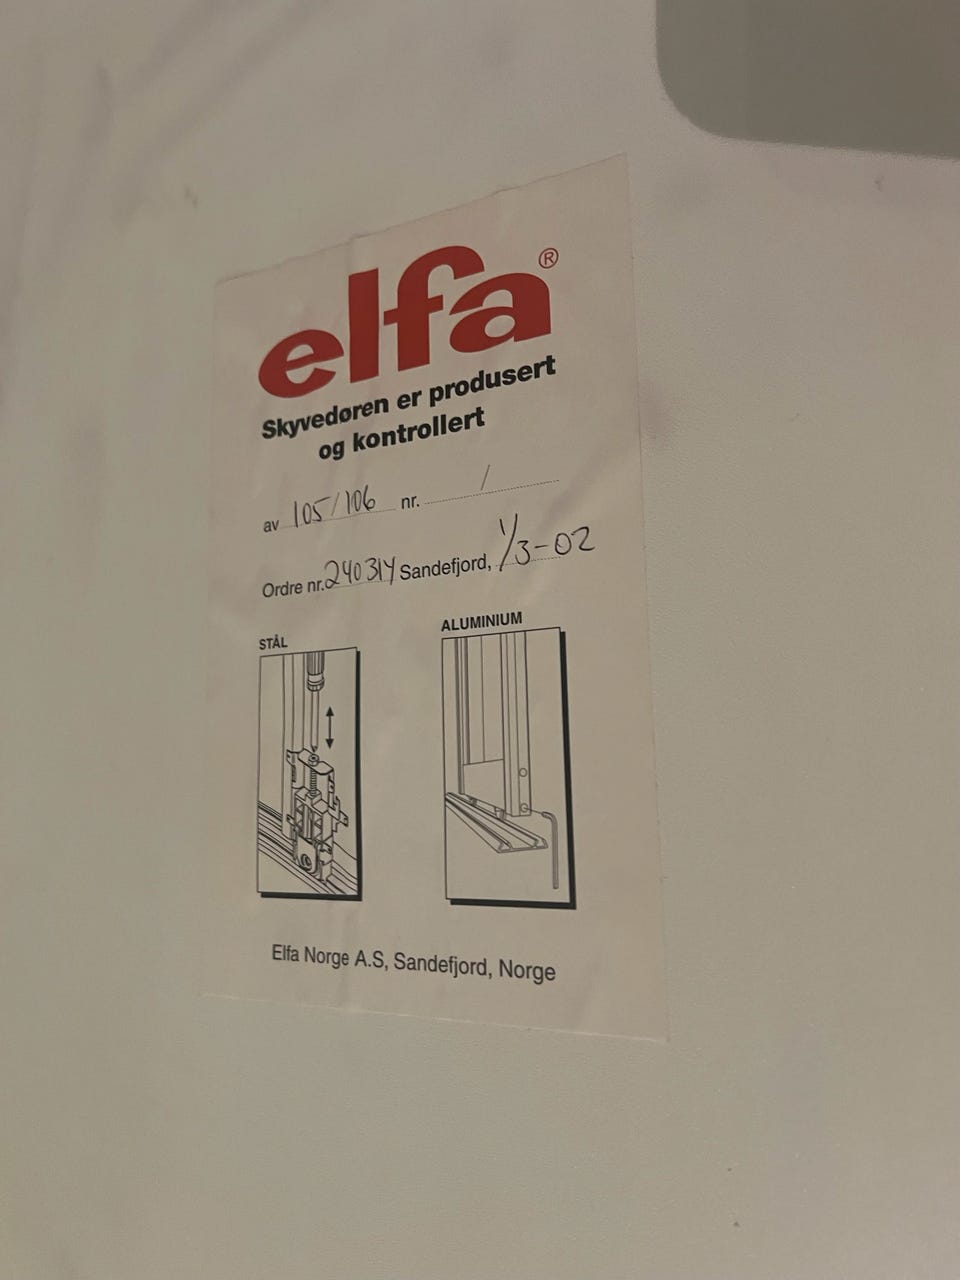 elfa®
Skyvedøren er produsert
og kontrollert
av 105/106 nr. /
Ordre nr. 240314 Sandefjord, 1/3-02
STÅL
ALUMINIUM
Elfa Norge A.S, Sandefjord, Norge